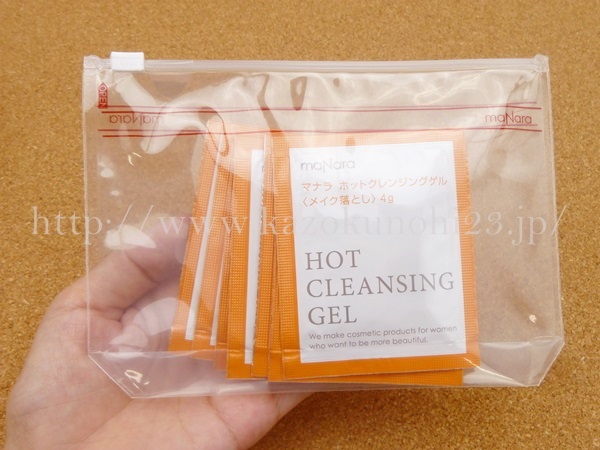 OPEN
maNara
maNara
maNara
マナラ ホットクレンジングゲル
〈メイク落とし〉4g
http://www.kazokunohi23.jp/
HOT
CLEANSING
GEL
We make cosmetic products for women
who want to be more beautiful.